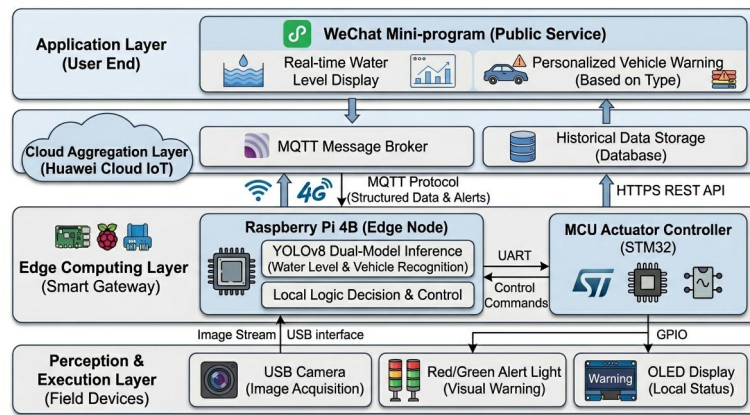 Application Layer
(User End)
WeChat Mini-program (Public Service)
Real-time Water
Level Display
Personalized Vehicle Warning
(Based on Type)
Cloud Aggregation Layer
(Huawei Cloud IoT)
MQTT Message Broker
Historical Data Storage
(Database)
4G
MQTT Protocol
(Structured Data & Alerts)
HTTPS REST API
Edge Computing Layer
(Smart Gateway)
Raspberry Pi 4B (Edge Node)
YOLOv8 Dual-Model Inference
(Water Level & Vehicle Recognition)
Local Logic Decision & Control
UART
Control
Commands
MCU Actuator Controller
(STM32)
ST
Image Stream
USB interface
GPIO
Perception &
Execution Layer
(Field Devices)
USB Camera
(Image Acquisition)
Red/Green Alert Light
(Visual Warning)
Warning
OLED Display
(Local Status)